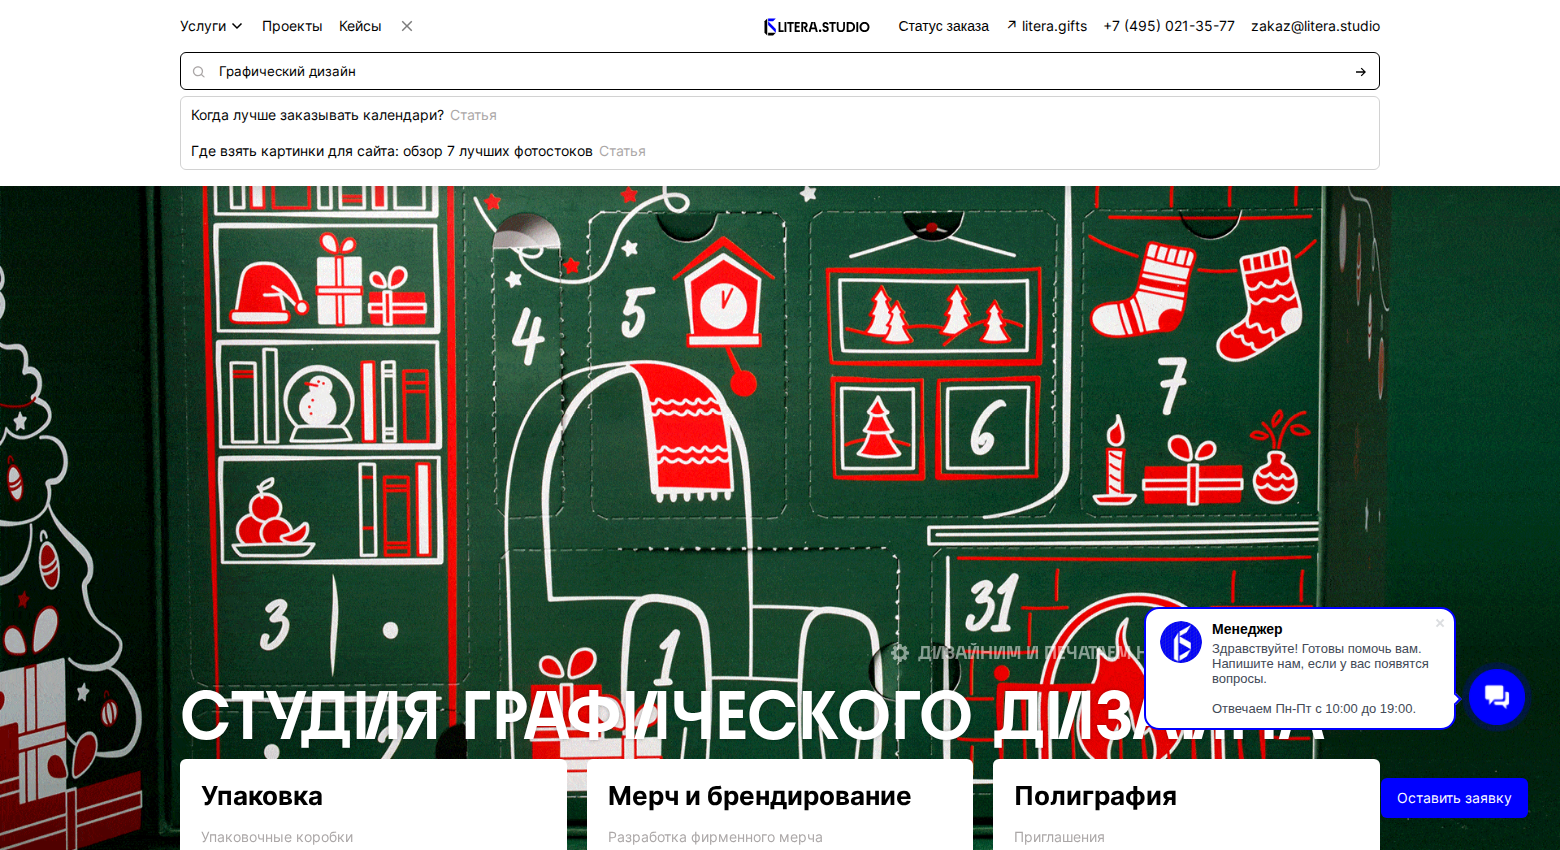 Услуги Проекты Кейсы LITERA.STUDIO Статус заказа litera.gifts +7 (495) 021-35-77 zakaz@litera.studio
Графический дизайн
Когда лучше заказывать календари? Статья
Где взять картинки для сайта: обзор 7 лучших фотостоков Статья
4
5
6
7
3
1
31
2
ДИЗАЙНИМ И ПЕЧАТАЕМ
СТУДИЯ ГРАФИЧЕСКОГО ДИЗАЙНА
Менеджер
Здравствуйте! Готовы помочь вам.
Напишите нам, если у вас появятся
вопросы.
Отвечаем Пн-Пт с 10:00 до 19:00.
Упаковка
Упаковочные коробки
Мерч и брендирование
Разработка фирменного мерча
Полиграфия
Приглашения
Оставить заявку